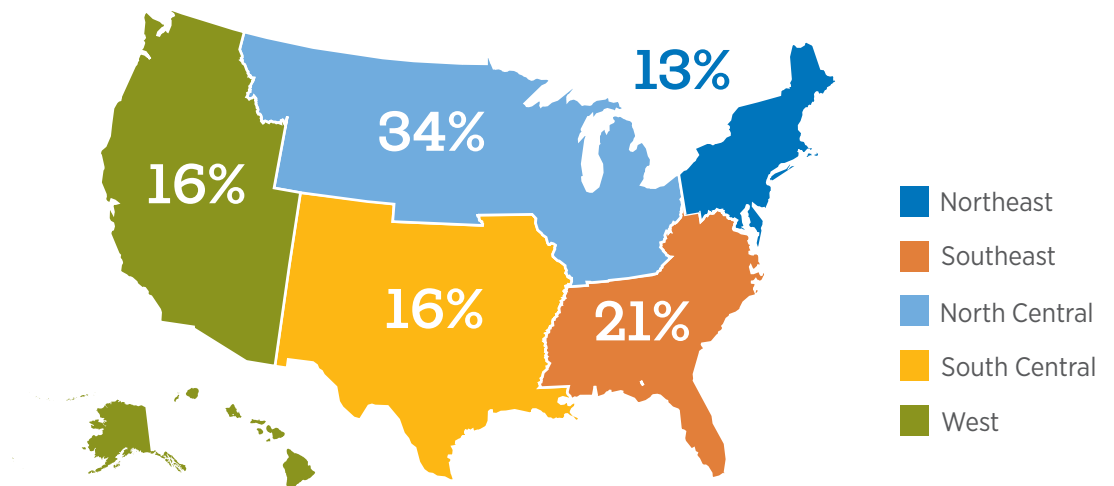 13%
34%
16%
16%
21%
Northeast
Southeast
North Central
South Central
West